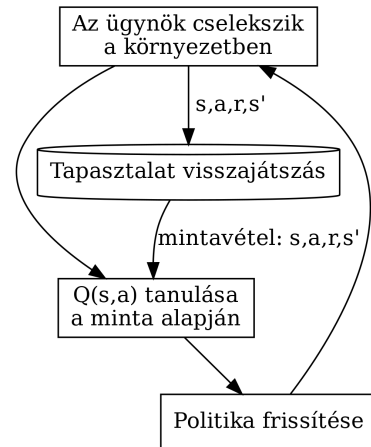 Az ügynök cselekszik
a környezetben
s,a,r,s'
Tapasztalat visszajátszás
mintavétel: s,a,r,s'
Q(s,a) tanulása
a minta alapján
Politika frissítése